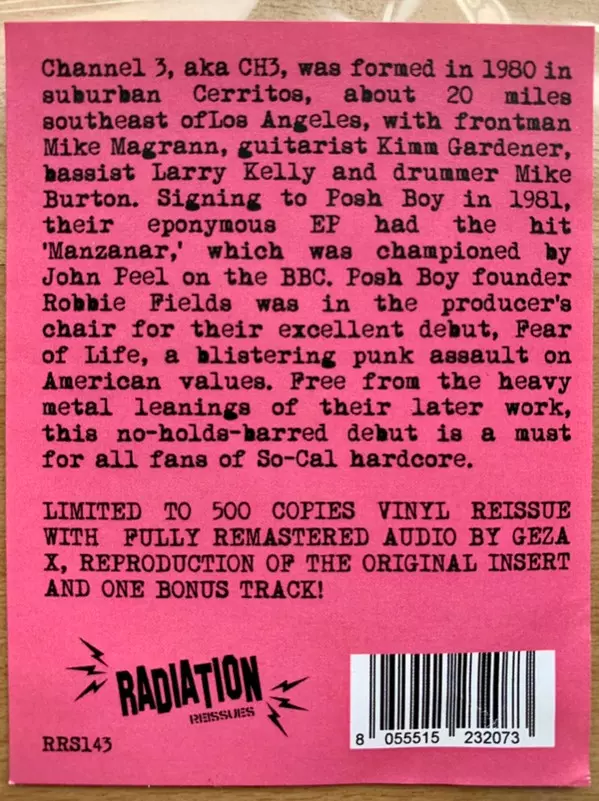 Channel 3, aka CH3, was formed in 1980 in
suburban Cerritos, about 20 miles
southeast ofLos Angeles, with frontman
Mike Magrann, guitarist Kimm Gardener,
bassist Larry Kelly and drummer Mike
Burton. Signing to Posh Boy in 1981,
their eponymous EP had the hit
'Manzanar,' which was championed by
John Peel on the BBC. Posh Boy founder
Robbie Fields was in the producer's
chair for their excellent debut, Fear
of Life, a blistering punk assault on
American values. Free from the heavy
metal leanings of their later work,
this no-holds-barred debut is a must
for all fans of So-Cal hardcore.
LIMITED TO 500 COPIES VINYL REISSUE
WITH FULLY REMASTERED AUDIO BY GEZA
X, REPRODUCTION OF THE ORIGINAL INSERT
AND ONE BONUS TRACK!
RADIATION
REISSUES
RRS143
8 055515 232073